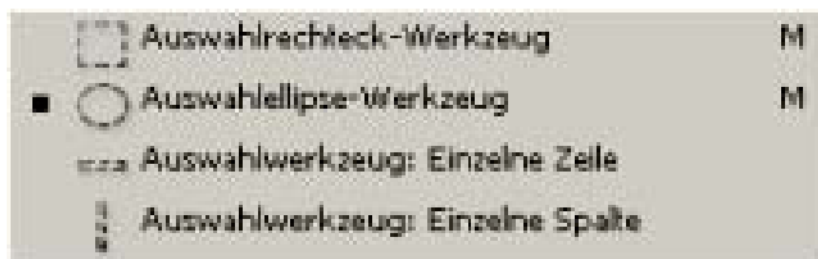 Auswahlrechteck-Werkzeug M
Auswahlellipse-Werkzeug M
Auswahlwerkzeug: Einzelne Zeile
Auswahlwerkzeug: Einzelne Spalte